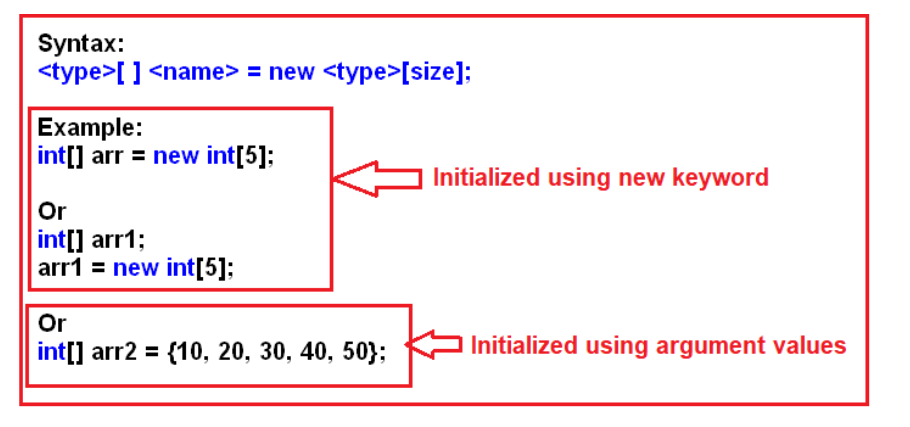 Syntax:
<type>[ ] <name> = new <type>[size];
Example:
int[] arr = new int[5];
Initialized using new keyword
Or
int[] arr1;
arr1 = new int[5];
Or
int[] arr2 = {10, 20, 30, 40, 50};
Initialized using argument values